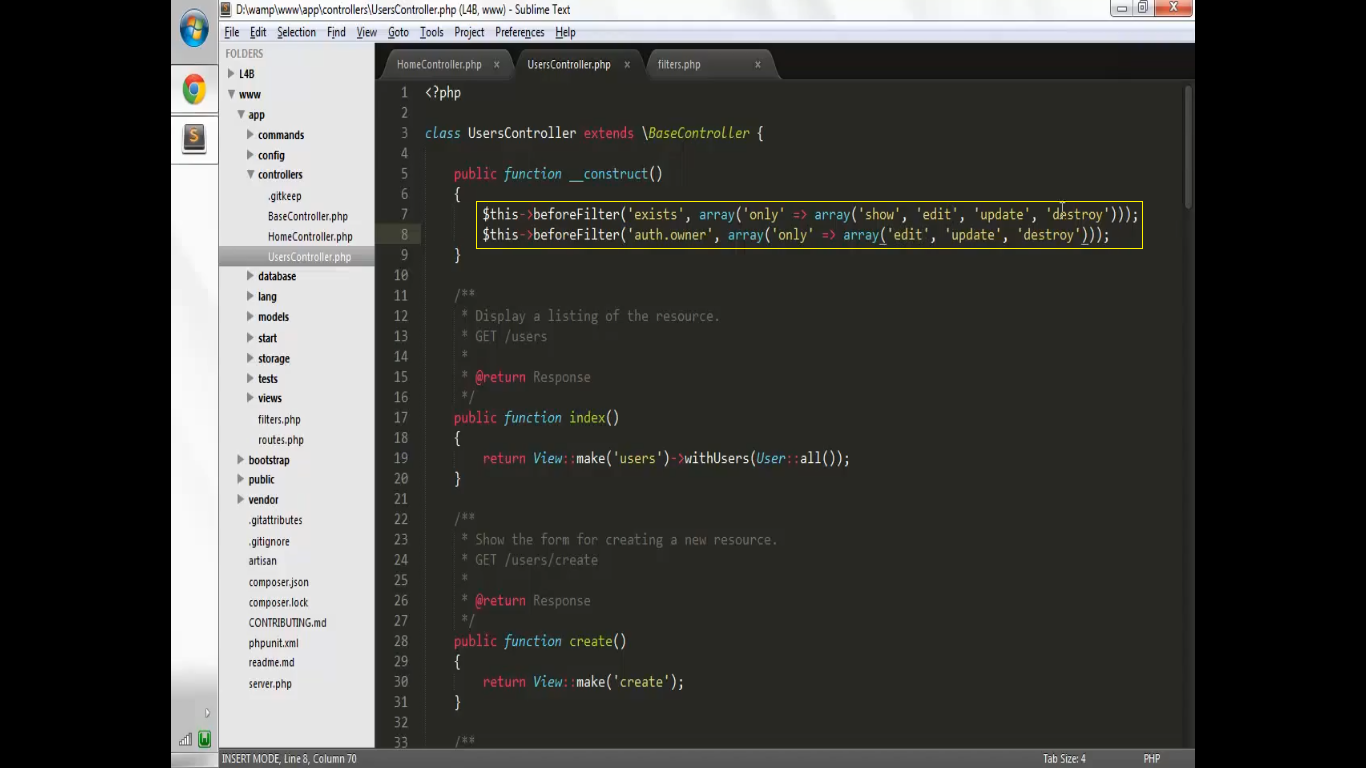 D:\wamp\www\app\controllers\UsersController.php (L4B, www) - Sublime Text
File Edit Selection Find View Goto Tools Project Preferences Help
FOLDERS
L4B
www
app
commands
config
controllers
.gitkeep
BaseController.php
HomeController.php
UsersController.php
database
lang
models
start
storage
tests
views
filters.php
routes.php
bootstrap
public
vendor
.gitattributes
.gitignore
artisan
composer.json
composer.lock
CONTRIBUTING.md
phpunit.xml
readme.md
server.php
HomeController.php × UsersController.php × filters.php ×
1 <?php
2
3 class UsersController extends \BaseController {
4
5 public function __construct()
6 {
7 $this->beforeFilter('exists', array('only' => array('show', 'edit', 'update', 'destroy')));
8 $this->beforeFilter('auth.owner', array('only' => array('edit', 'update', 'destroy')));
9 }
10
11 /**
12 * Display a listing of the resource.
13 * GET /users
14 *
15 * @return Response
16 */
17 public function index()
18 {
19 return View::make('users')->withUsers(User::all());
20 }
21
22 /**
23 * Show the form for creating a new resource.
24 * GET /users/create
25 *
26 * @return Response
27 */
28 public function create()
29 {
30 return View::make('create');
31 }
32
33 /**
INSERT MODE, Line 8, Column 70 Tab Size: 4 PHP